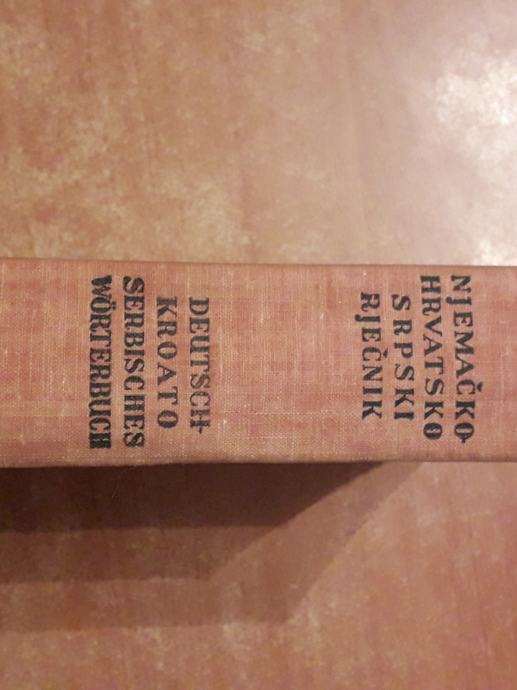 NJEMAČKO-
HRVATSKO
SRPSKI
RJEČNIK
DEUTSCH-
KROATO
SERBISCHES
WÖRTERBUCH